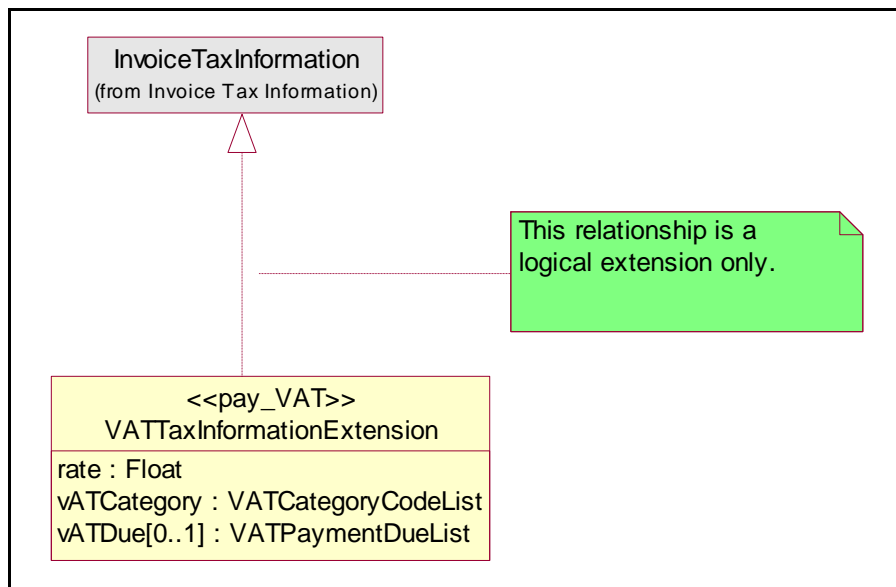 InvoiceTaxInformation
(from Invoice Tax Information)
This relationship is a
logical extension only.
<<pay_VAT>>
VATTaxInformationExtension
rate : Float
vATCategory : VATCategoryCodeList
vATDue[0..1] : VATPaymentDueList